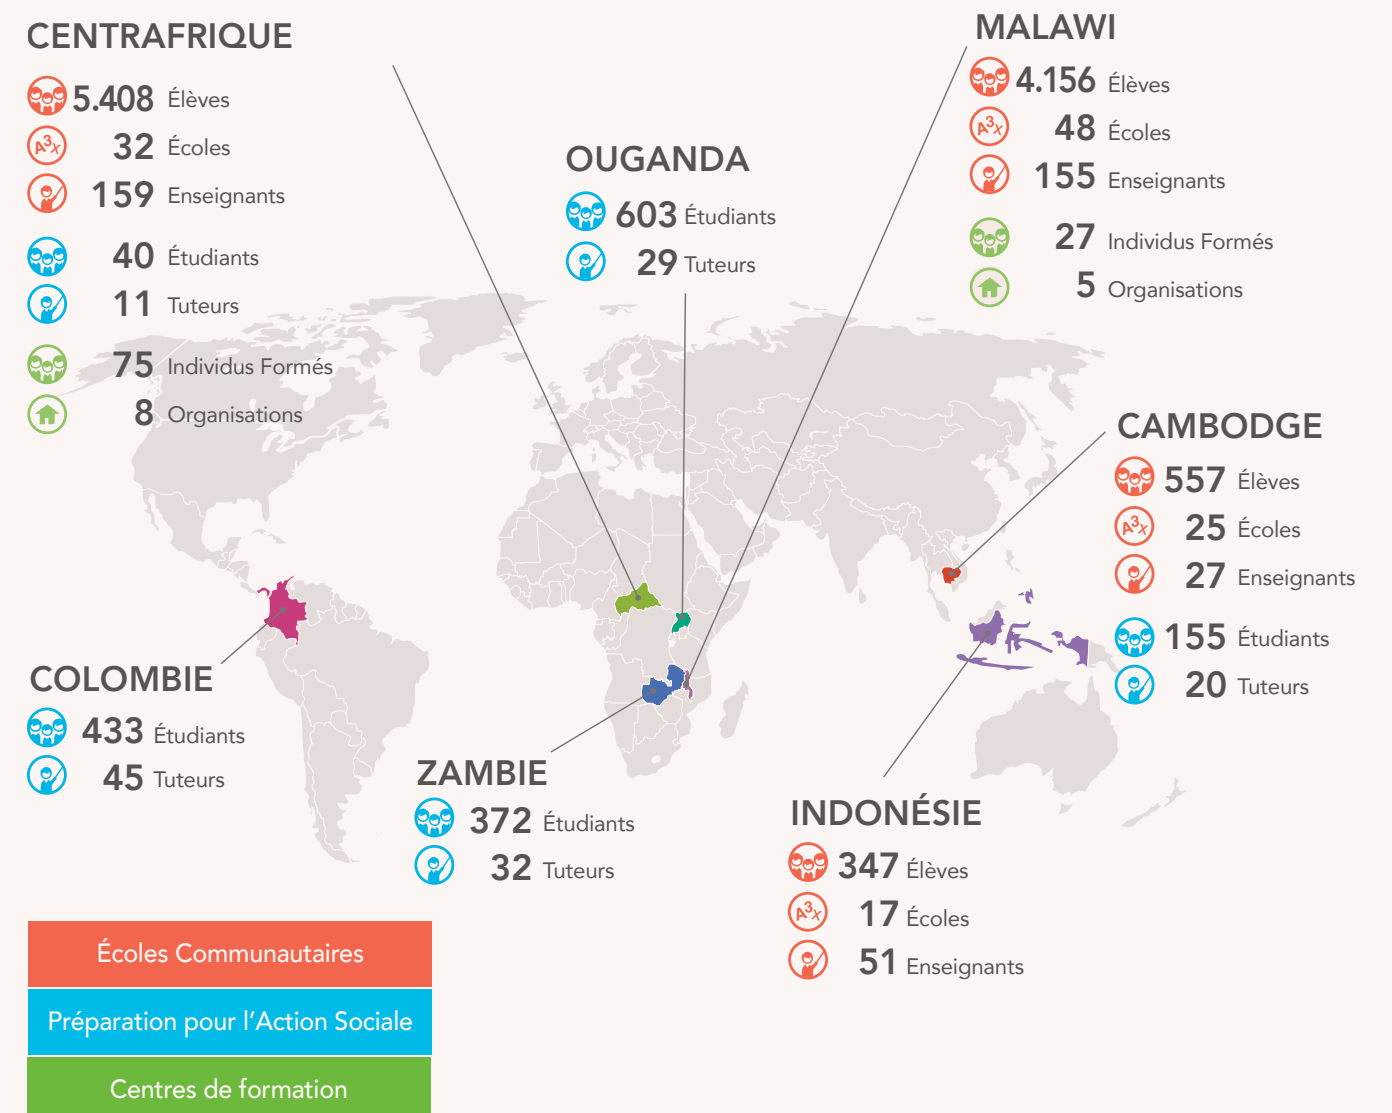 CENTRAFRIQUE
5.408 Élèves
32 Écoles
159 Enseignants
40 Étudiants
11 Tuteurs
75 Individus Formés
8 Organisations
OUGANDA
603 Étudiants
29 Tuteurs
MALAWI
4.156 Élèves
48 Écoles
155 Enseignants
27 Individus Formés
5 Organisations
CAMBODGE
557 Élèves
25 Écoles
27 Enseignants
155 Étudiants
20 Tuteurs
COLOMBIE
433 Étudiants
45 Tuteurs
ZAMBIE
372 Étudiants
32 Tuteurs
INDONÉSIE
347 Élèves
17 Écoles
51 Enseignants
Écoles Communautaires
Préparation pour l'Action Sociale
Centres de formation